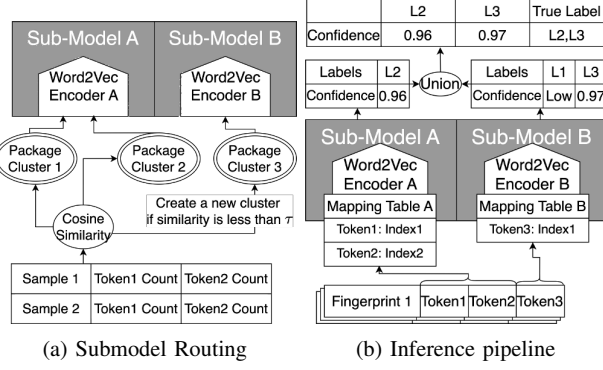 Sub-Model A
Sub-Model B
Word2Vec
Encoder A
Word2Vec
Encoder B
Package
Cluster 1
Package
Cluster 2
Package
Cluster 3
Cosine
Similarity
Create a new cluster
if similarity is less than τ
Sample 1 Token1 Count Token2 Count
Sample 2 Token1 Count Token2 Count
(a) Submodel Routing
L2 L3 True Label
Confidence 0.96 0.97 L2,L3
Labels L2
Confidence 0.96
Union
Labels L1 L3
Confidence Low 0.97
Sub-Model A
Sub-Model B
Word2Vec
Encoder A
Word2Vec
Encoder B
Mapping Table A
Token1: Index1
Token2: Index2
Mapping Table B
Token3: Index1
Fingerprint 1 Token1 Token2 Token3
(b) Inference pipeline